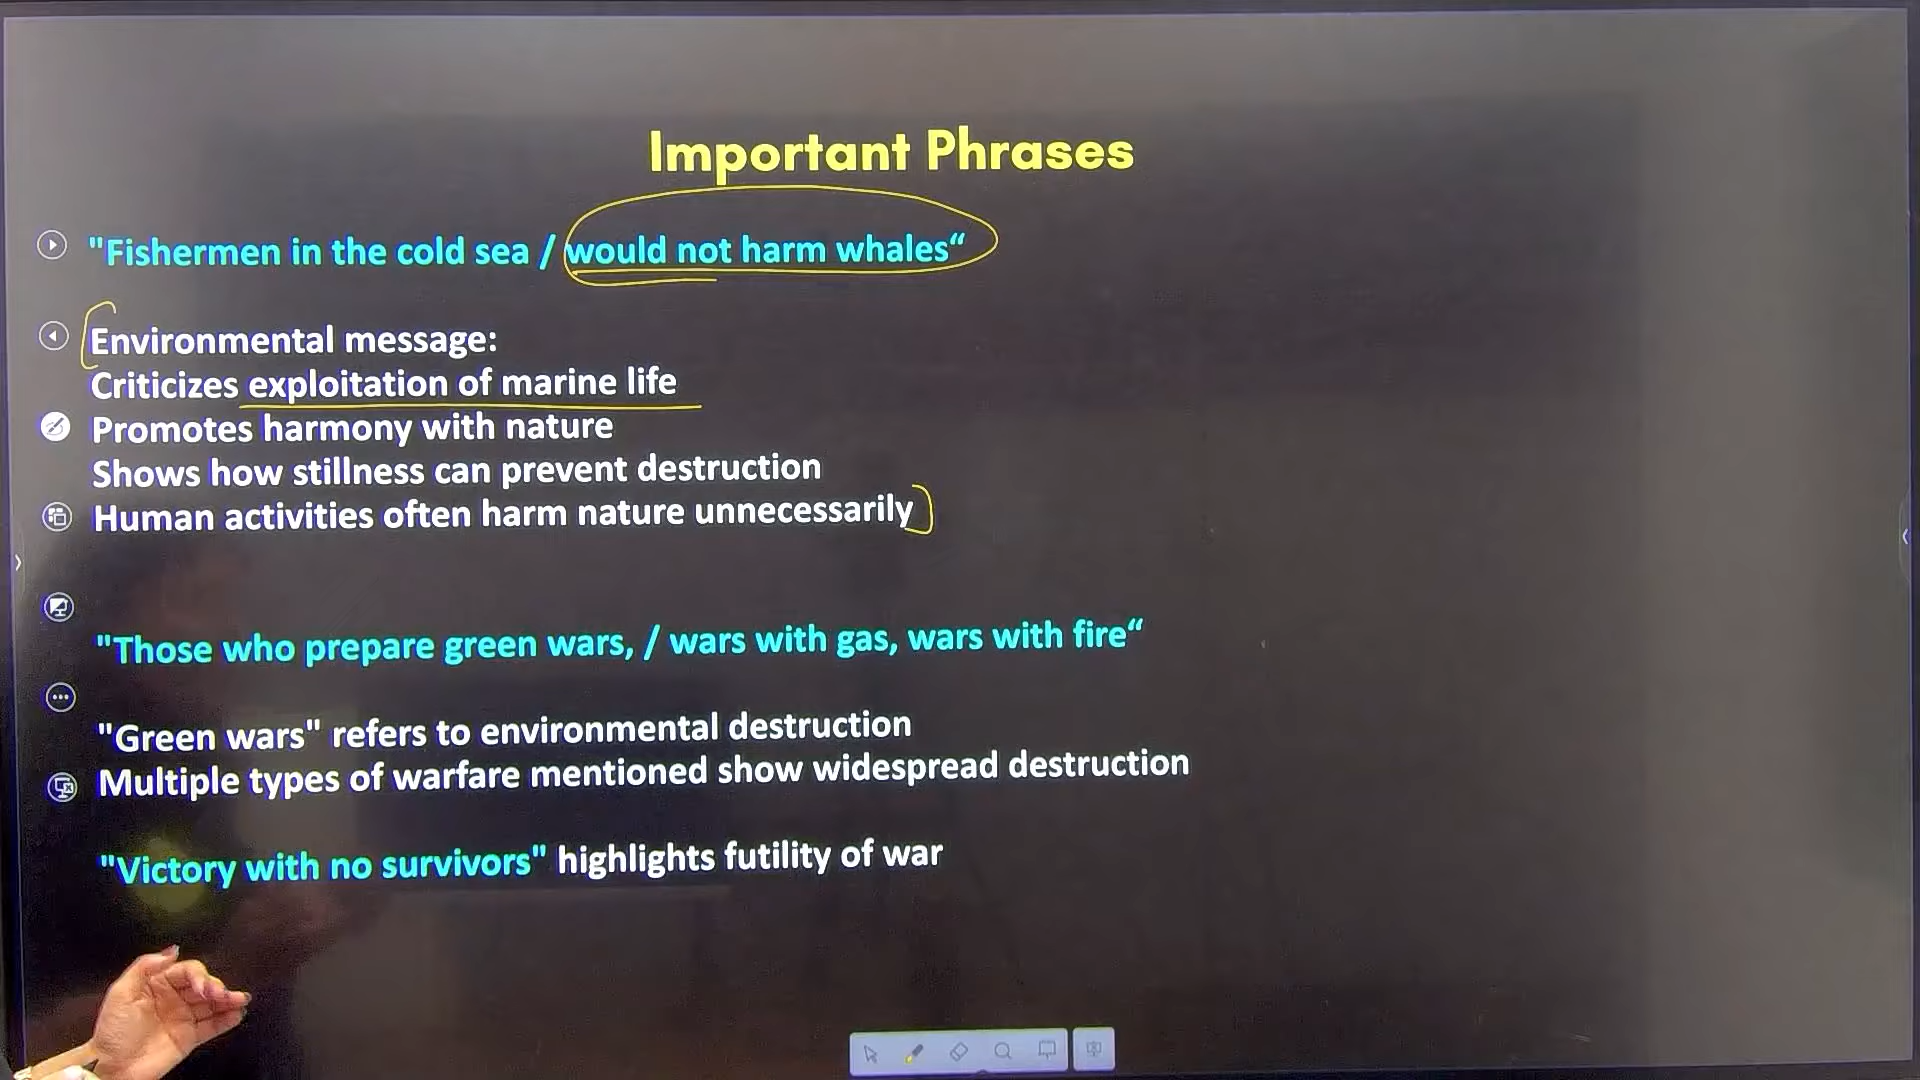 Important Phrases
"Fishermen in the cold sea / would not harm whales“
Environmental message:
Criticizes exploitation of marine life
Promotes harmony with nature
Shows how stillness can prevent destruction
Human activities often harm nature unnecessarily
"Those who prepare green wars, / wars with gas, wars with fire“
"Green wars" refers to environmental destruction
Multiple types of warfare mentioned show widespread destruction
"Victory with no survivors" highlights futility of war